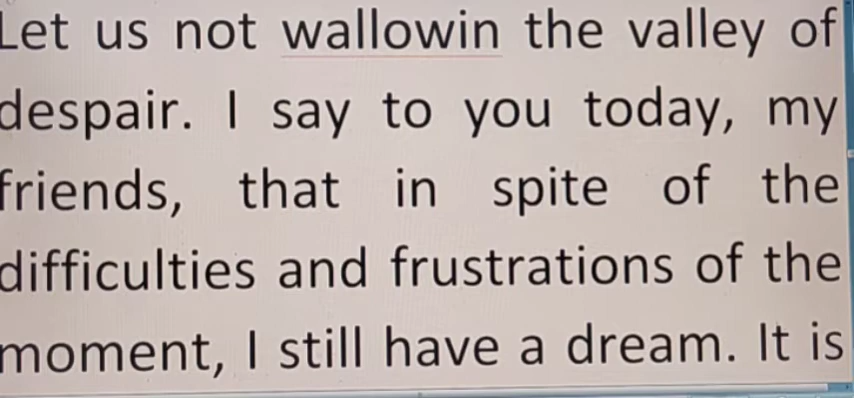 Let us not wallowin the valley of
despair. I say to you today, my
friends, that in spite of the
difficulties and frustrations of the
moment, I still have a dream. It is